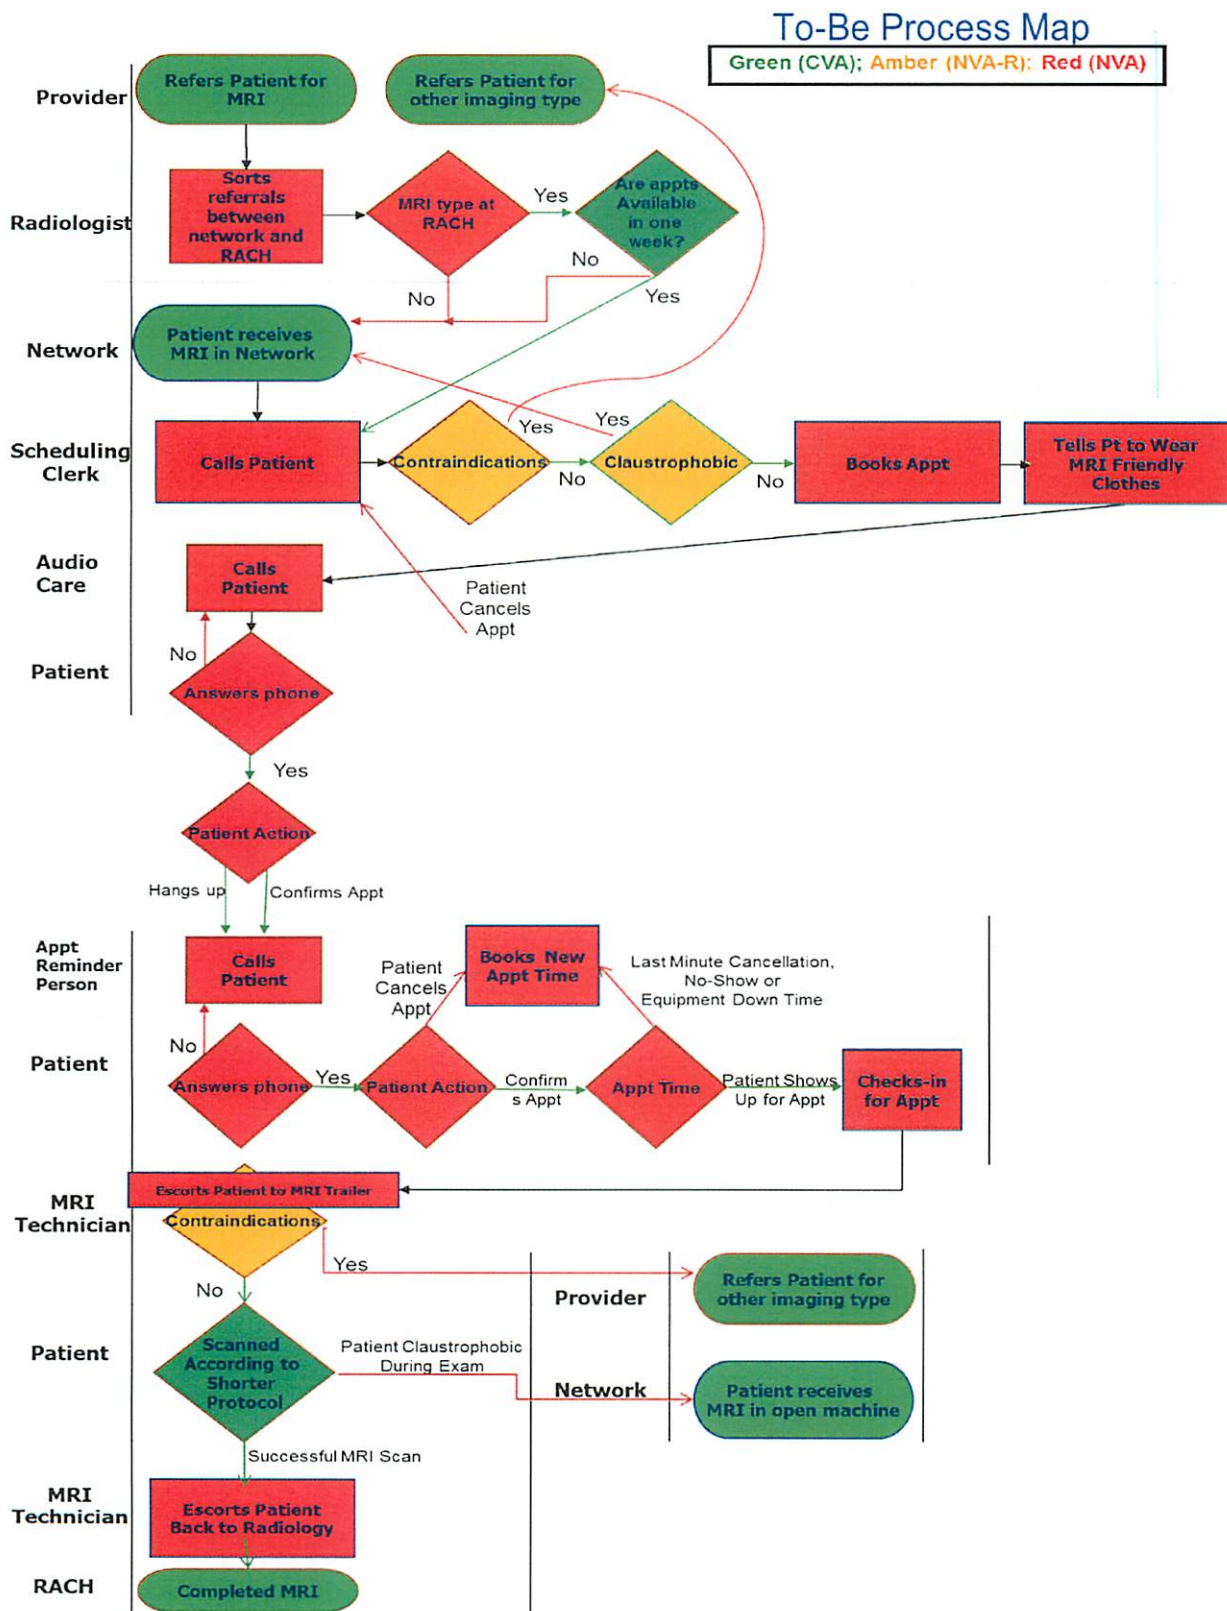 To-Be Process Map
Green (CVA); Amber (NVA-R); Red (NVA)
Provider
Refers Patient for
MRI
Refers Patient for
other imaging type
Radiologist
Sorts
referrals
between
network and
RACH
MRI type at
RACH
Yes
Are appts
Available
in one
week?
No
No
Yes
Network
Patient receives
MRI in Network
Scheduling
Clerk
Calls Patient
Contraindications
Yes
No
Yes
Claustrophobic
No
Books Appt
Tells Pt to Wear
MRI Friendly
Clothes
Audio
Care
Calls
Patient
Patient
Cancels
Appt
Patient
No
Answers phone
Yes
Patient Action
Hangs up
Confirms Appt
Appt
Reminder
Person
Calls
Patient
Patient
Cancels
Appt
Books New
Appt Time
Last Minute Cancellation,
No-Show or
Equipment Down Time
Patient
No
Answers phone
Yes
Patient Action
Confirm
s Appt
Appt Time
Patient Shows
Up for Appt
Checks-in
for Appt
MRI
Technician
Escorts Patient to MRI Trailer
Contraindications
Yes
No
Provider
Refers Patient for
other imaging type
Patient
Scanned
According to
Shorter
Protocol
Patient Claustrophobic
During Exam
Network
Patient receives
MRI in open machine
Successful MRI Scan
MRI
Technician
Escorts Patient
Back to Radiology
RACH
Completed MRI